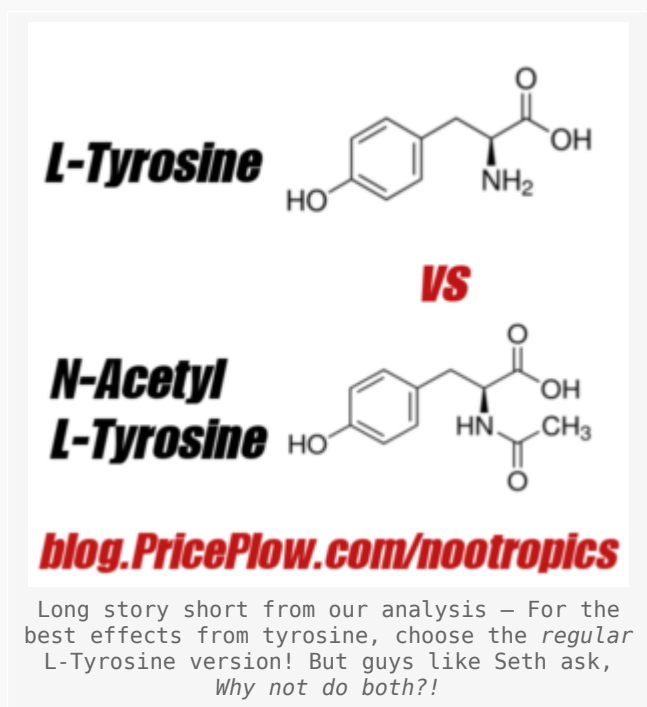 L-Tyrosine
O
OH
NH2
HO
VS
N-Acetyl
L-Tyrosine
O
OH
HN
CH3
HO
O
blog.PricePlow.com/nootropics
Long story short from our analysis – For the
best effects from tyrosine, choose the regular
L-Tyrosine version! But guys like Seth ask,
Why not do both?!